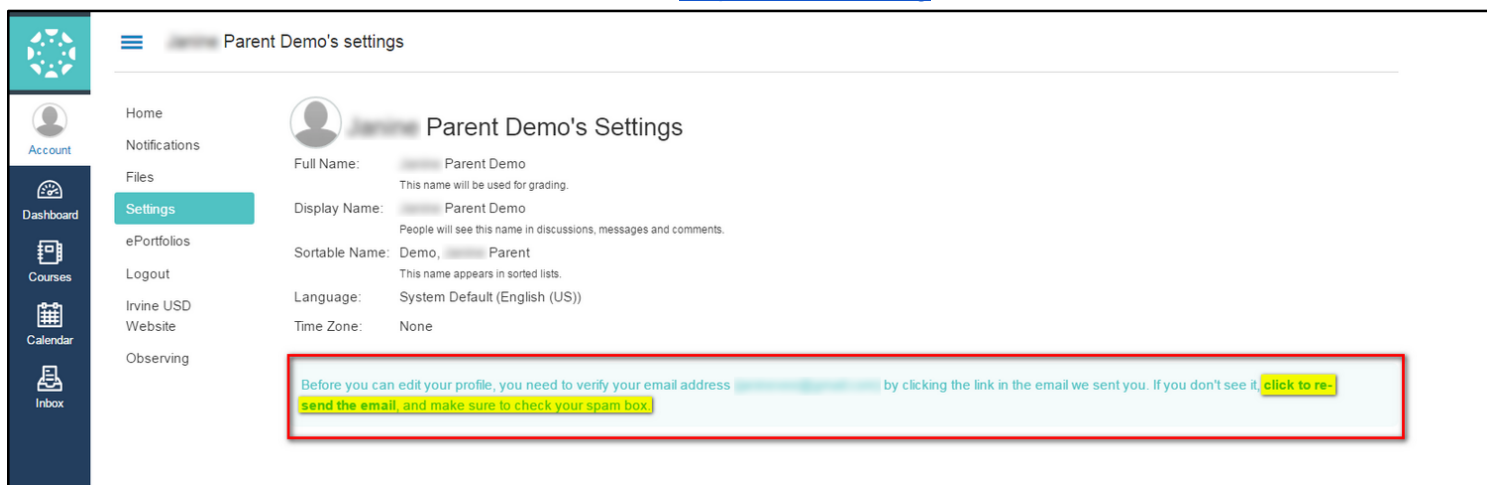 Parent Demo's settings
Account
Dashboard
Courses
Calendar
Inbox
Home
Notifications
Files
Settings
ePortfolios
Logout
Irvine USD
Website
Observing
Parent Demo's Settings
Full Name: Parent Demo
This name will be used for grading.
Display Name: Parent Demo
People will see this name in discussions, messages and comments.
Sortable Name: Demo, Parent
This name appears in sorted lists.
Language: System Default (English (US))
Time Zone: None
Before you can edit your profile, you need to verify your email address by clicking the link in the email we sent you. If you don't see it, click to re-
send the email, and make sure to check your spam box.